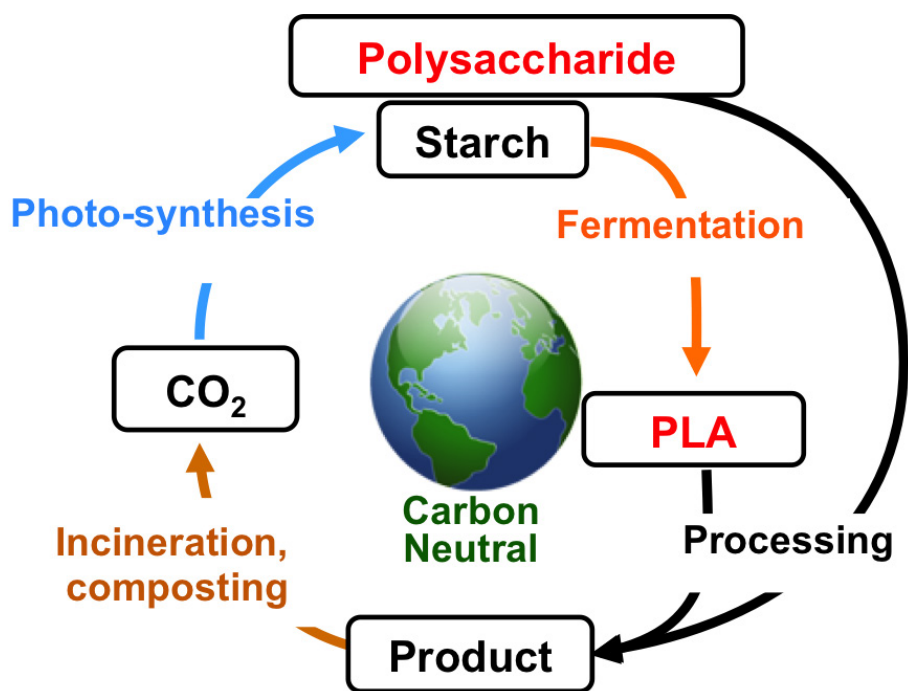 Polysaccharide
Starch
Photo-synthesis
Fermentation
CO₂
PLA
Carbon
Neutral
Processing
Incineration,
composting
Product